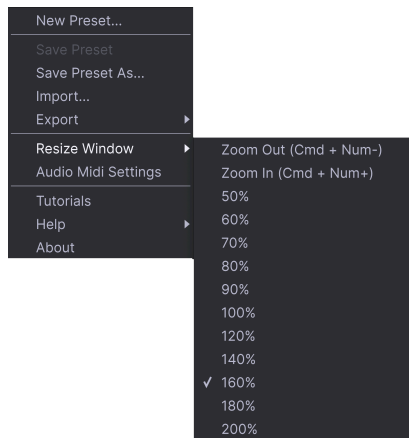 New Preset...
Save Preset
Save Preset As...
Import...
Export
Resize Window
Audio Midi Settings
Tutorials
Help
About
Zoom Out (Cmd + Num-)
Zoom In (Cmd + Num+)
50%
60%
70%
80%
90%
100%
120%
140%
160%
180%
200%